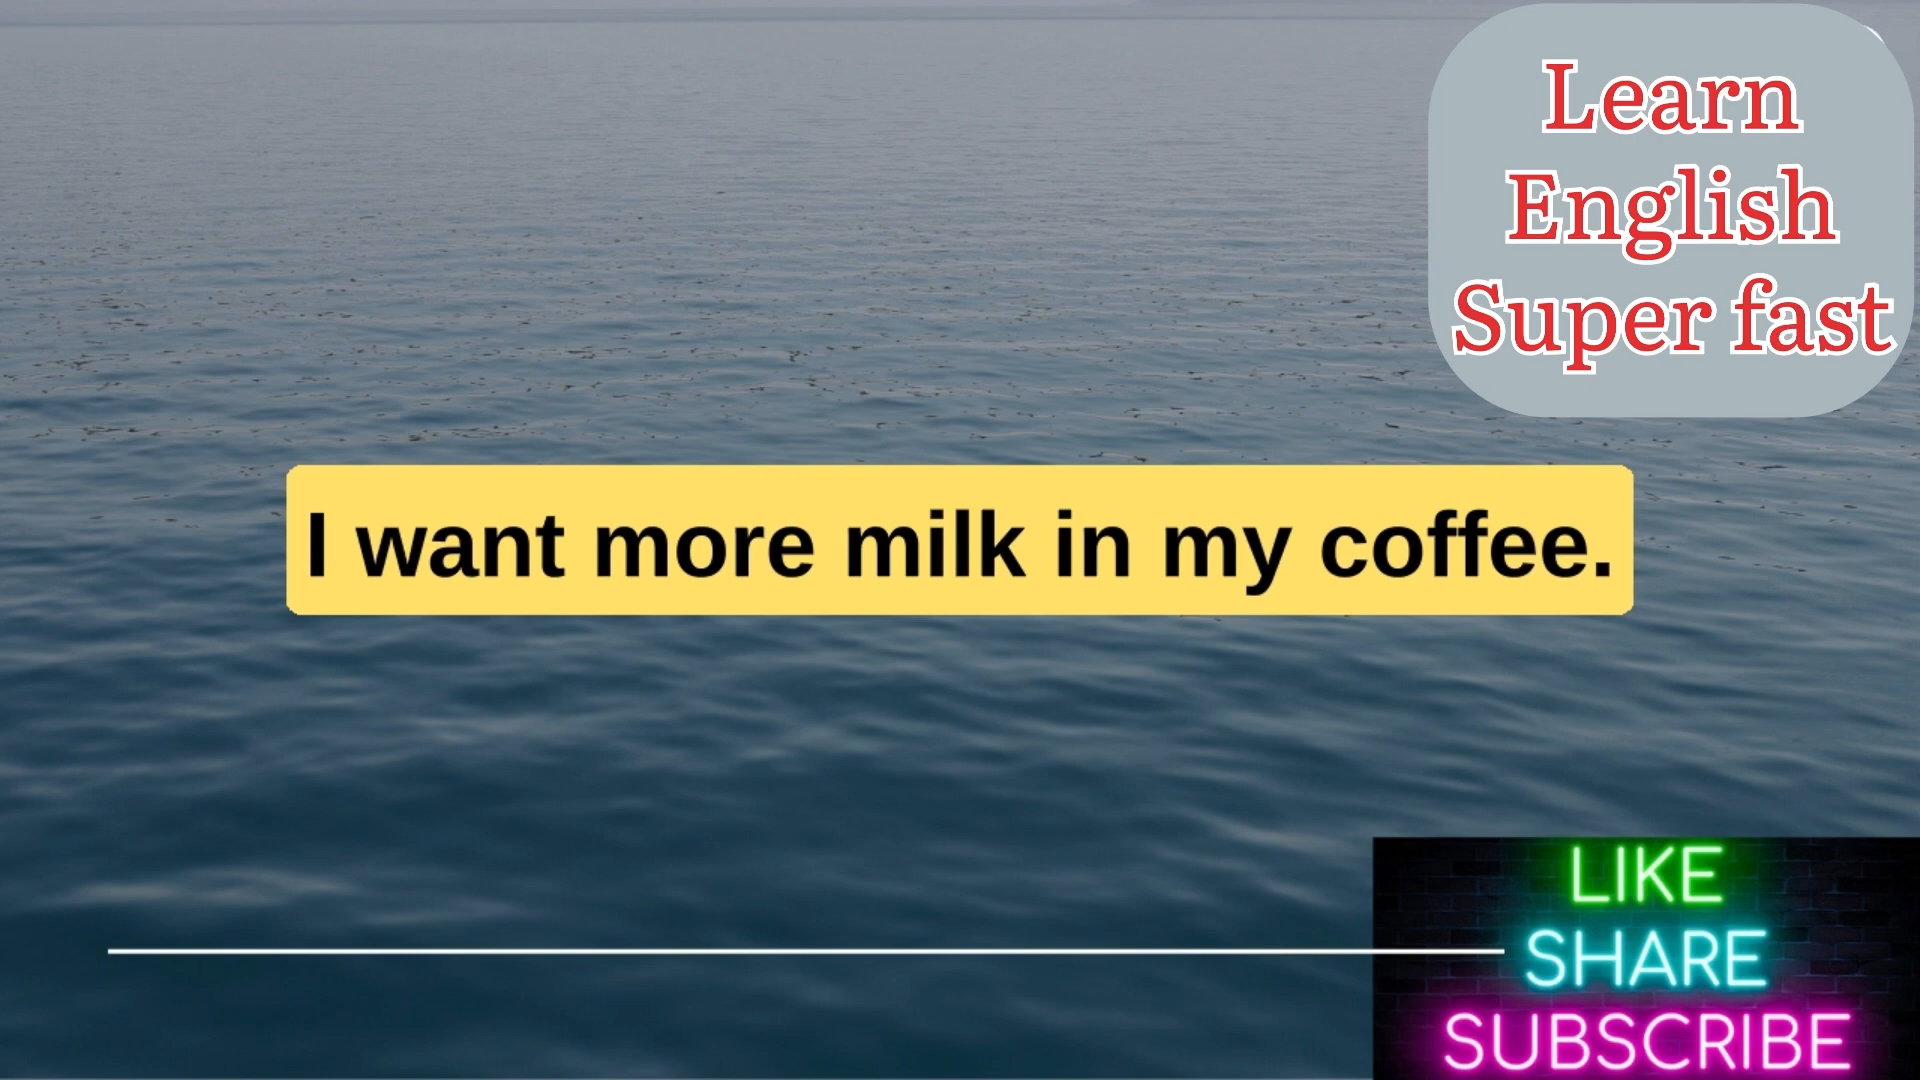 Learn
English
Super fast
I want more milk in my coffee.
LIKE
SHARE
SUBSCRIBE